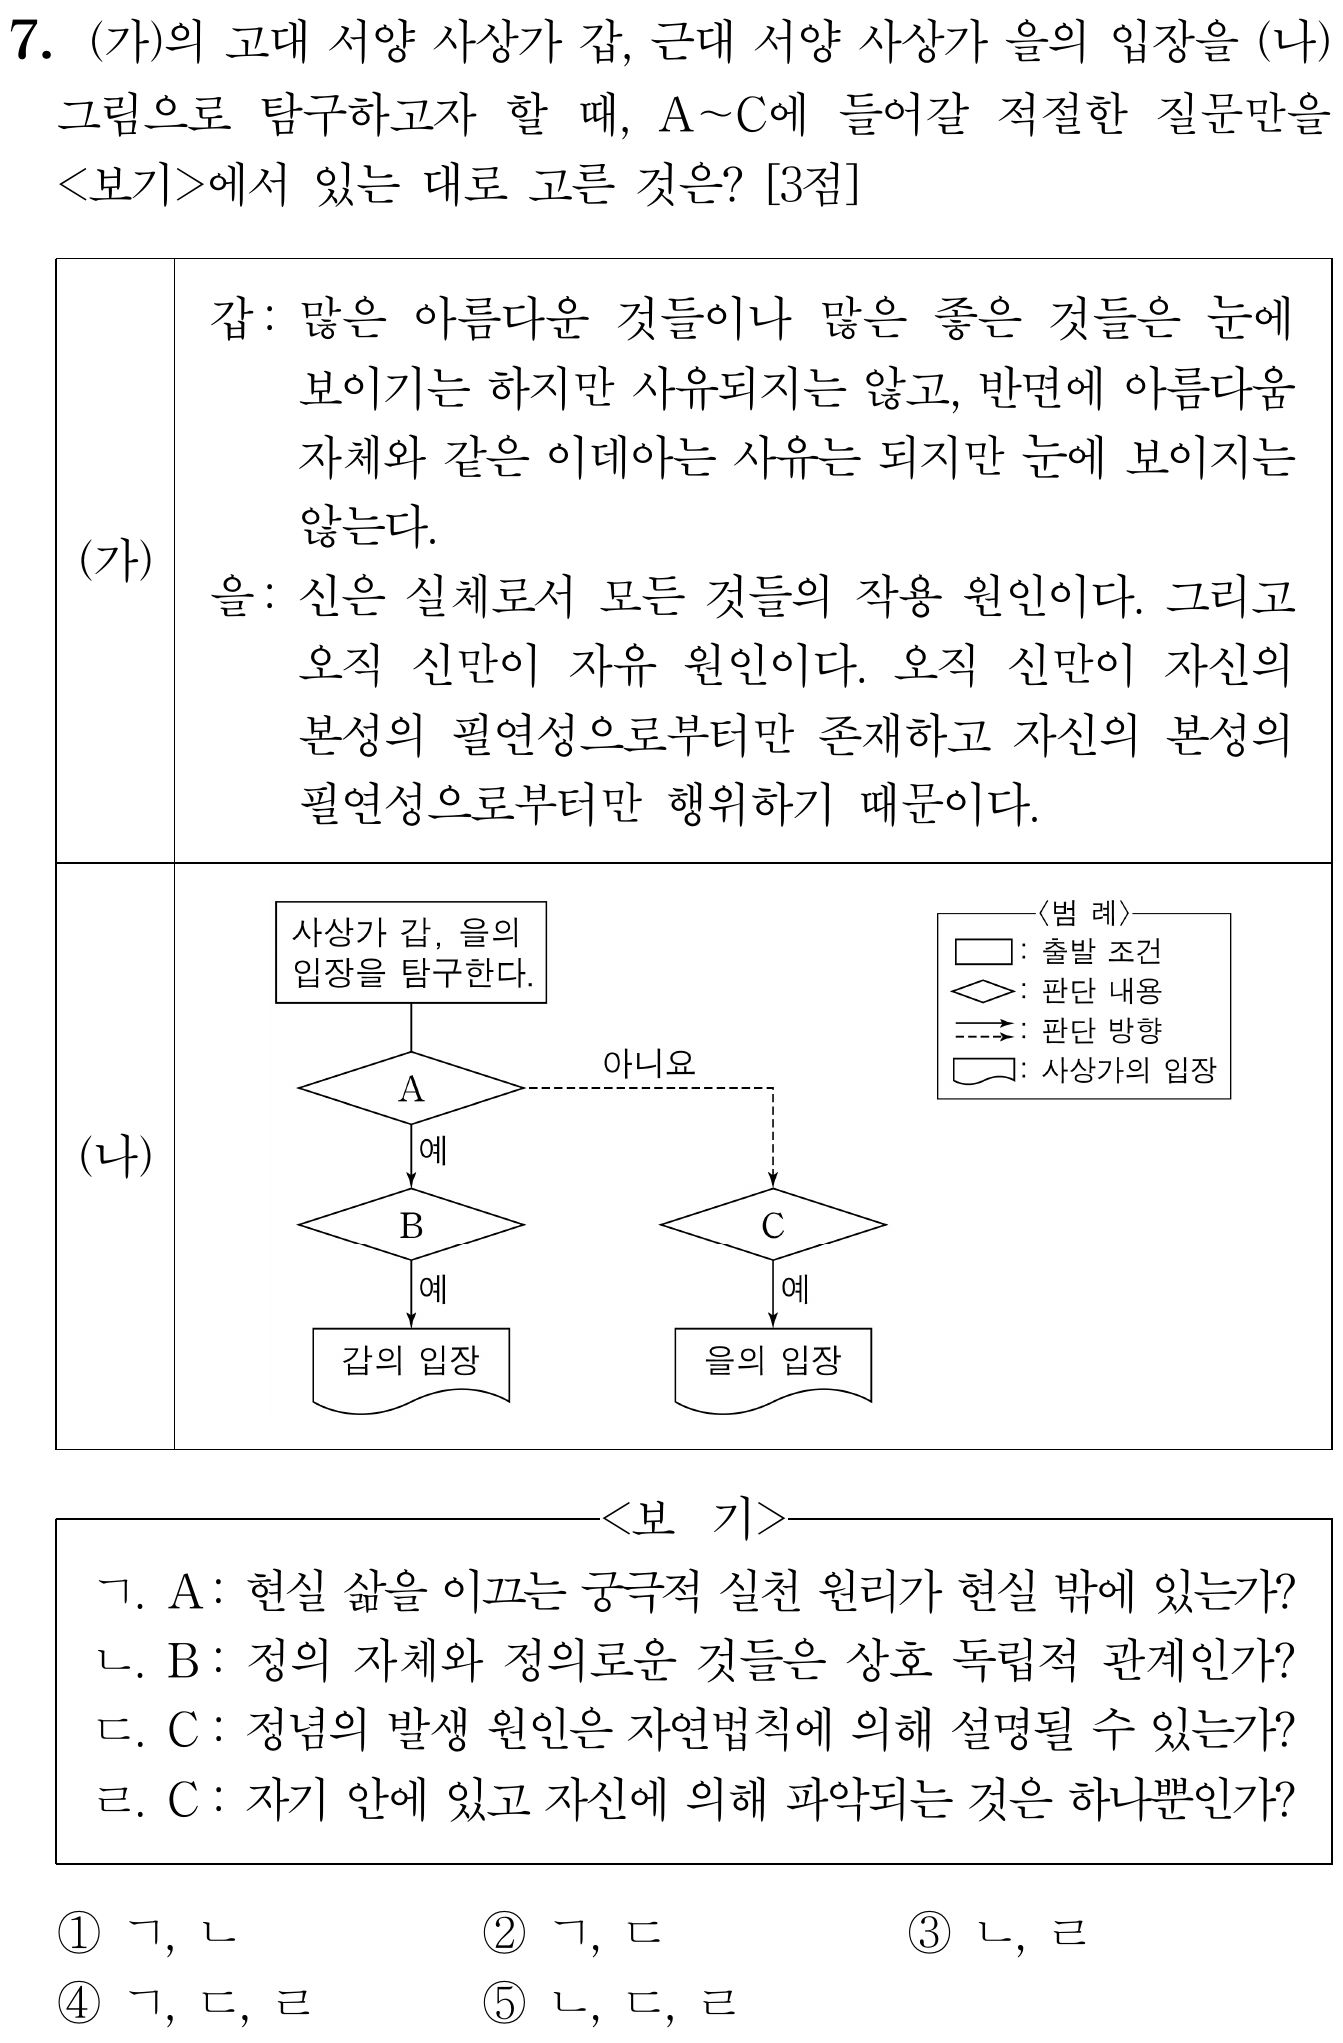 7. (가)의 고대 서양 사상가 갑, 근대 서양 사상가 을의 입장을 (나)
그림으로 탐구하고자 할 때, A~C에 들어갈 적절한 질문만을
<보기>에서 있는 대로 고른 것은? [3점]
(가)
갑: 많은 아름다운 것들이나 많은 좋은 것들은 눈에
보이기는 하지만 사유되지는 않고, 반면에 아름다움
자체와 같은 이데아는 사유는 되지만 눈에 보이지는
않는다.
을: 신은 실체로서 모든 것들의 작용 원인이다. 그리고
오직 신만이 자유 원인이다. 오직 신만이 자신의
본성의 필연성으로부터만 존재하고 자신의 본성의
필연성으로부터만 행위하기 때문이다.
(나)
사상가 갑, 을의
입장을 탐구한다.
<범 례>
: 출발 조건
: 판단 내용
: 판단 방향
: 사상가의 입장
A
아니요
예
B
C
예
예
갑의 입장
을의 입장
<보 기>
ㄱ. A: 현실 삶을 이끄는 궁극적 실천 원리가 현실 밖에 있는가?
ㄴ. B: 정의 자체와 정의로운 것들은 상호 독립적 관계인가?
ㄷ. C: 정념의 발생 원인은 자연법칙에 의해 설명될 수 있는가?
ㄹ. C: 자기 안에 있고 자신에 의해 파악되는 것은 하나뿐인가?
① ㄱ, ㄴ ② ㄱ, ㄷ ③ ㄴ, ㄹ
④ ㄱ, ㄷ, ㄹ ⑤ ㄴ, ㄷ, ㄹ